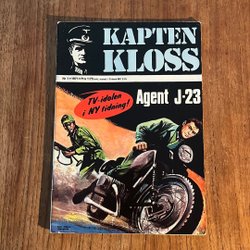 KAPTEN
KLOSS
TV-idolen
i NY tidning!
Agent J-23